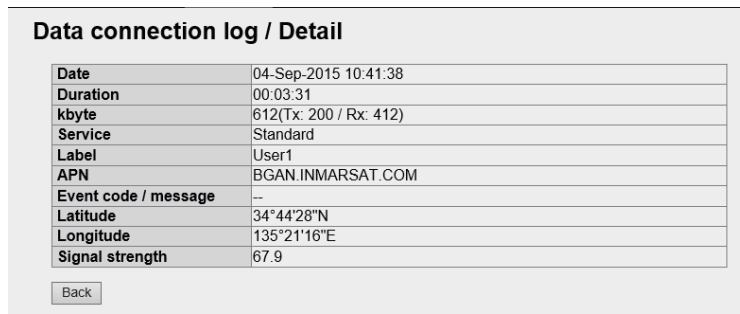 Data connection log / Detail
Date 04-Sep-2015 10:41:38
Duration 00:03:31
kbyte 612(Tx: 200 / Rx: 412)
Service Standard
Label User1
APN BGAN.INMARSAT.COM
Event code / message --
Latitude 34°44'28"N
Longitude 135°21'16"E
Signal strength 67.9
Back